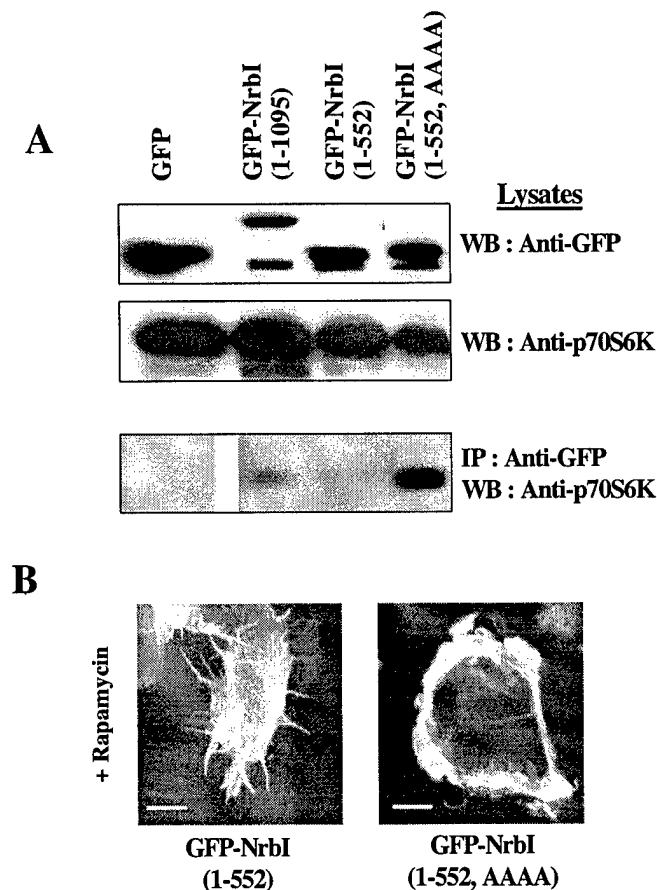 A
GFP
GFP-NrbI
(1-1095)
GFP-NrbI
(1-552)
GFP-NrbI
(1-552, AAAA)
Lysates
WB : Anti-GFP
WB : Anti-p70S6K
IP : Anti-GFP
WB : Anti-p70S6K
B
+ Rapamycin
GFP-NrbI
(1-552)
GFP-NrbI
(1-552, AAAA)